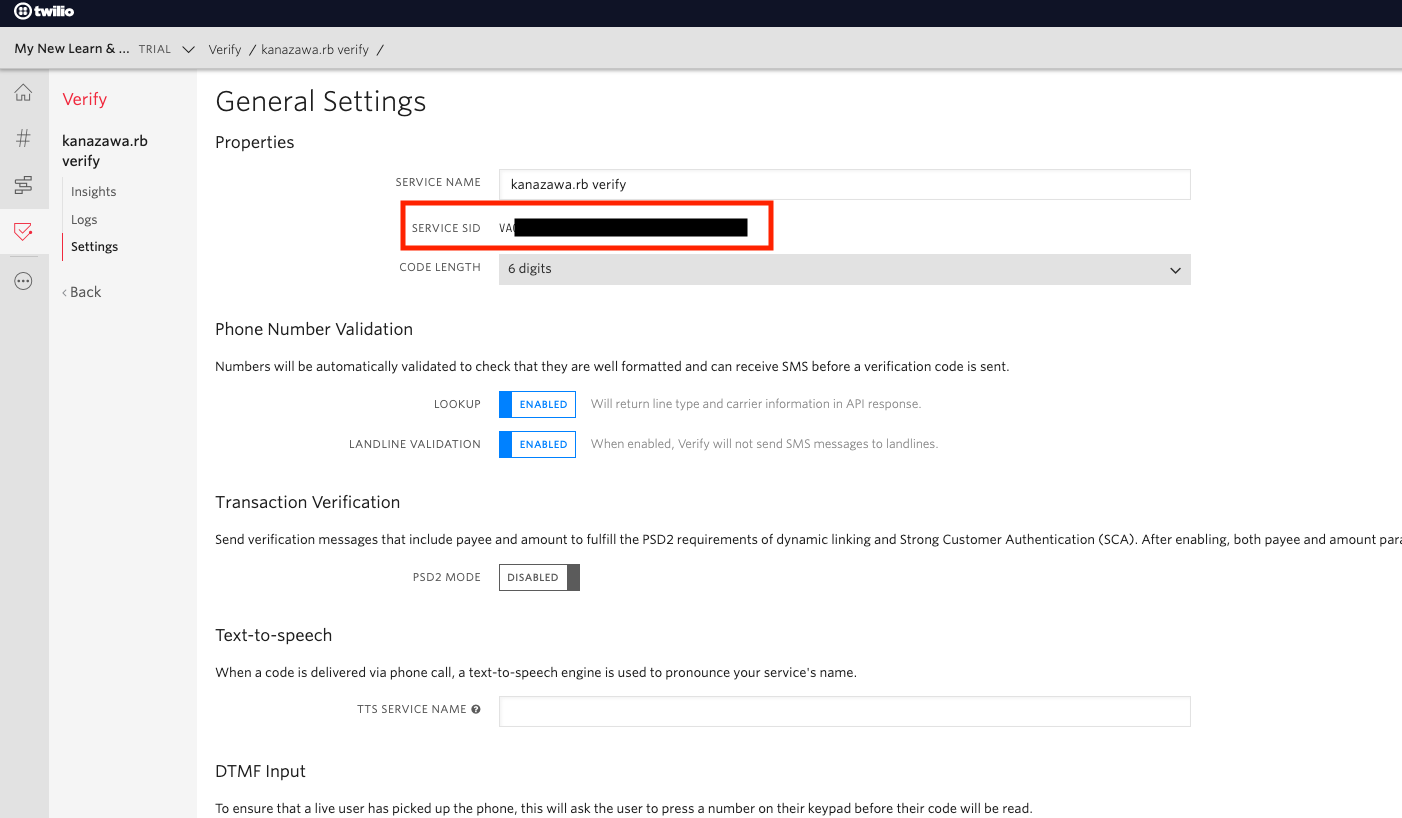 twilio
My New Learn & ... TRIAL Verify / kanazawa.rb verify /
Verify
kanazawa.rb
verify
Insights
Logs
Settings
‹ Back
General Settings
Properties
SERVICE NAME kanazawa.rb verify
SERVICE SID VA
CODE LENGTH 6 digits
Phone Number Validation
Numbers will be automatically validated to check that they are well formatted and can receive SMS before a verification code is sent.
LOOKUP ENABLED Will return line type and carrier information in API response.
LANDLINE VALIDATION ENABLED When enabled, Verify will not send SMS messages to landlines.
Transaction Verification
Send verification messages that include payee and amount to fulfill the PSD2 requirements of dynamic linking and Strong Customer Authentication (SCA). After enabling, both payee and amount para
PSD2 MODE DISABLED
Text-to-speech
When a code is delivered via phone call, a text-to-speech engine is used to pronounce your service's name.
TTS SERVICE NAME ?
DTMF Input
To ensure that a live user has picked up the phone, this will ask the user to press a number on their keypad before their code will be read.